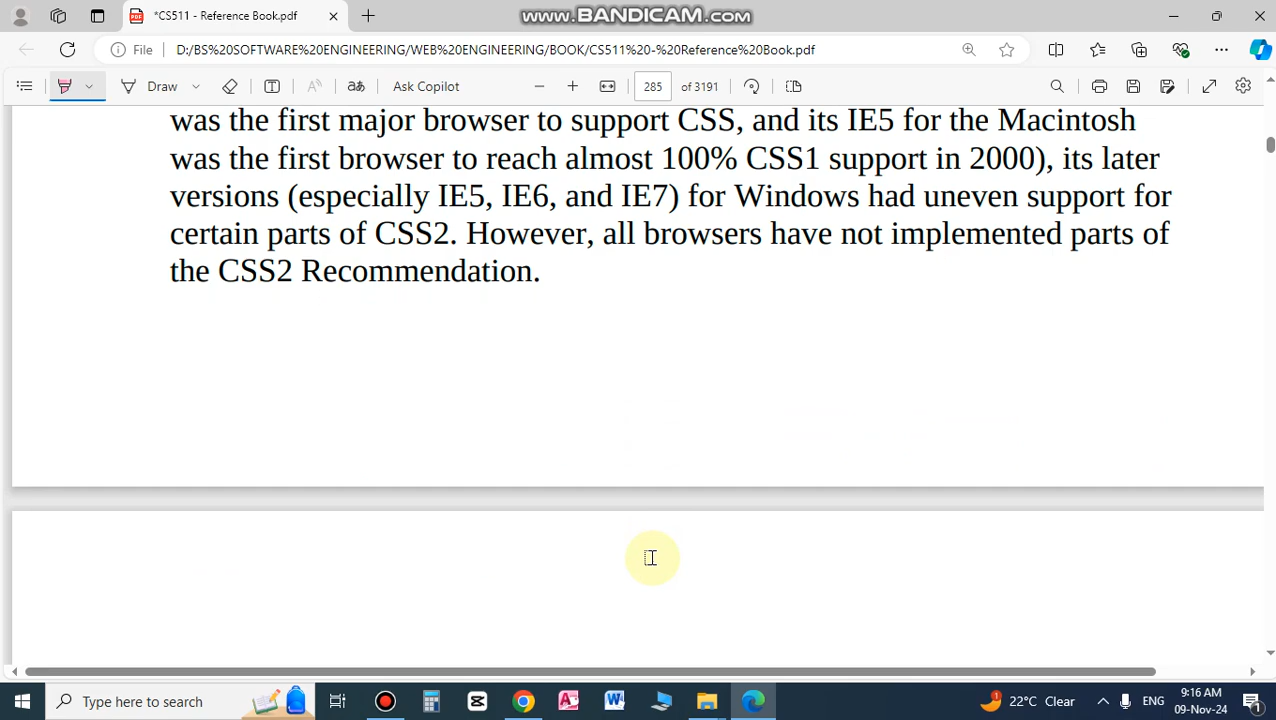 *CS511 - Reference Book.pdf
www.BANDICAM.com
File
D:/BS%20SOFTWARE%20ENGINEERING/WEB%20ENGINEERING/BOOK/CS511%20-%20Reference%20Book.pdf
Draw
Ask Copilot
285 of 3191
was the first major browser to support CSS, and its IE5 for the Macintosh
was the first browser to reach almost 100% CSS1 support in 2000), its later
versions (especially IE5, IE6, and IE7) for Windows had uneven support for
certain parts of CSS2. However, all browsers have not implemented parts of
the CSS2 Recommendation.
Type here to search
22°C Clear
ENG
9:16 AM
09-Nov-24